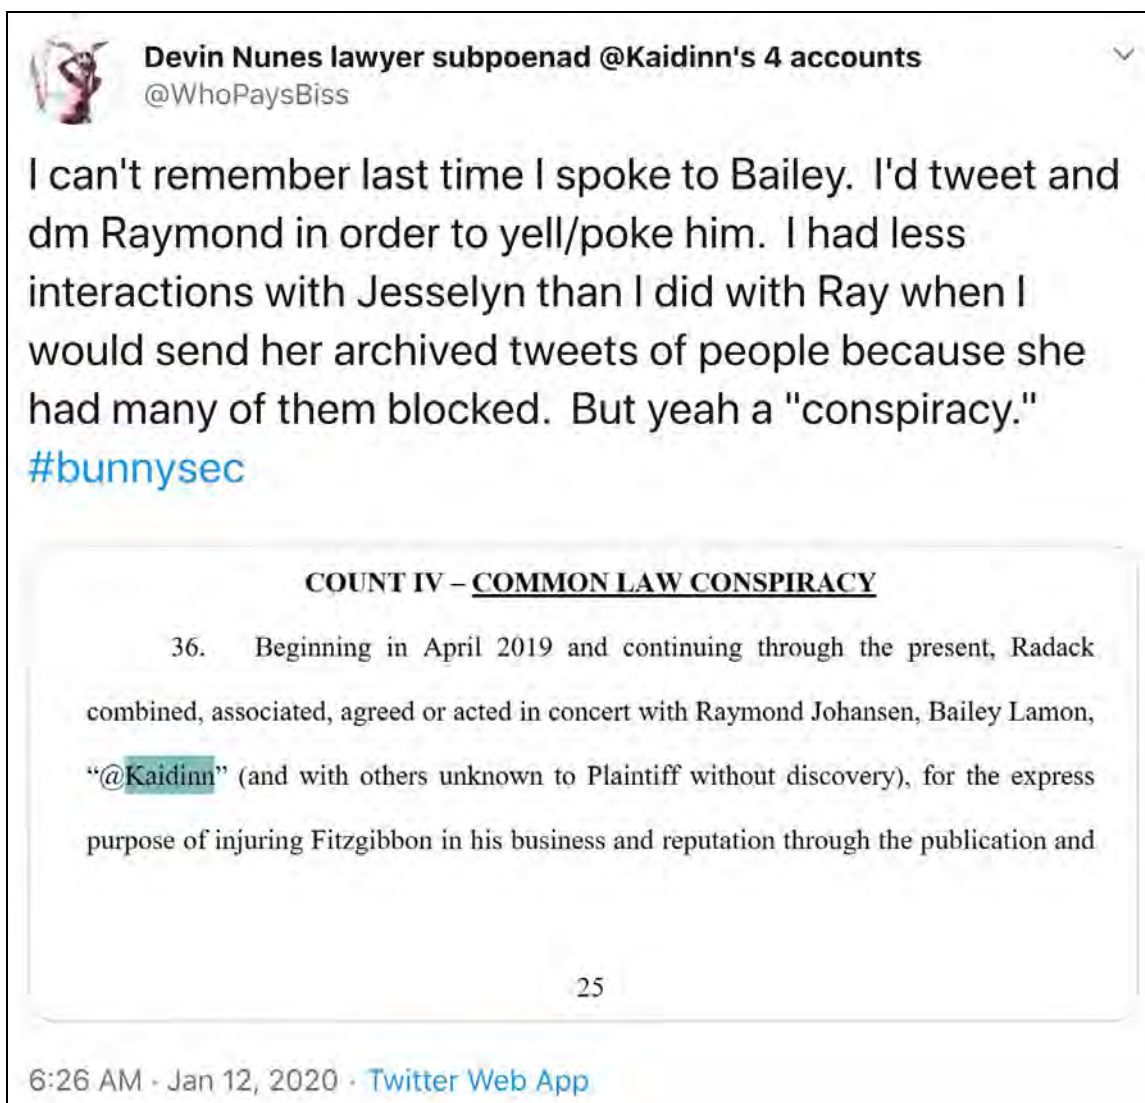 Devin Nunes lawyer subpoenad @Kaidinn's 4 accounts
@WhoPaysBiss
I can't remember last time I spoke to Bailey.  I'd tweet and
dm Raymond in order to yell/poke him.  I had less
interactions with Jesselyn than I did with Ray when I
would send her archived tweets of people because she
had many of them blocked.  But yeah a "conspiracy."
#bunnysec
COUNT IV – COMMON LAW CONSPIRACY
36. Beginning in April 2019 and continuing through the present, Radack
combined, associated, agreed or acted in concert with Raymond Johansen, Bailey Lamon,
“@Kaidinn” (and with others unknown to Plaintiff without discovery), for the express
purpose of injuring Fitzgibbon in his business and reputation through the publication and
25
6:26 AM · Jan 12, 2020 · Twitter Web App